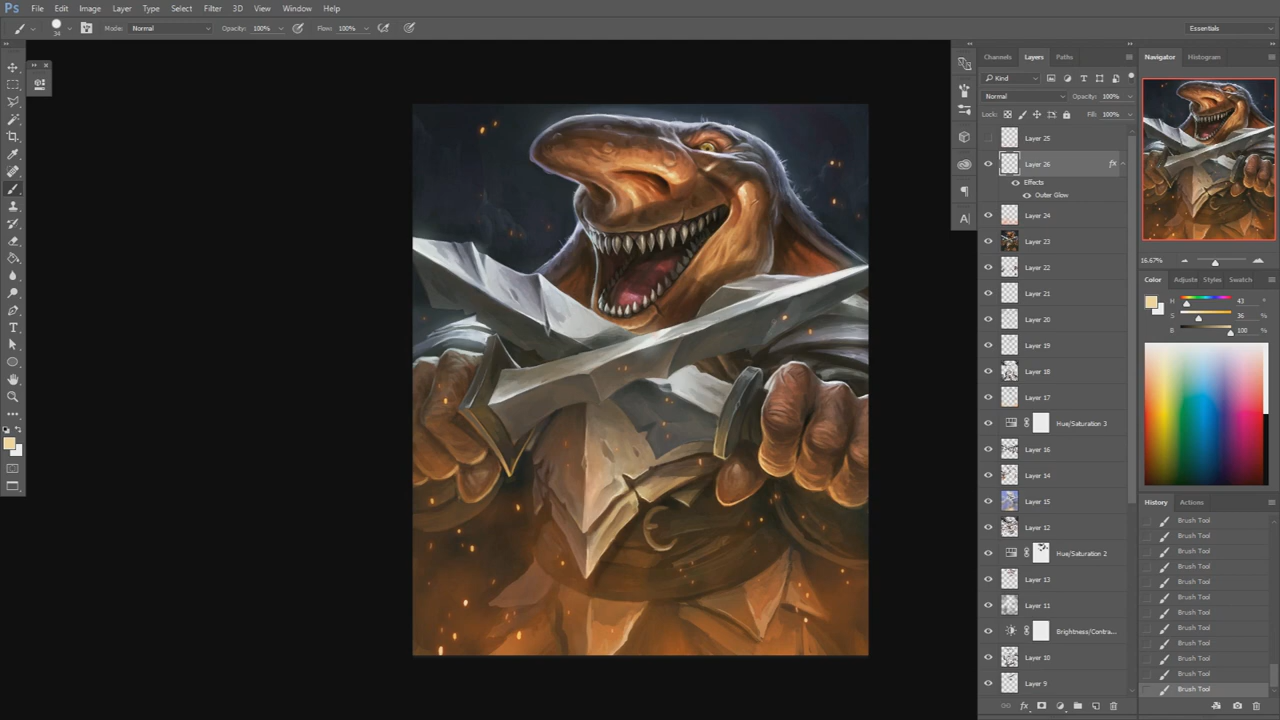 Ps File Edit Image Layer Type Select Filter 3D View Window Help
34 Mode: Normal Opacity: 100% Flow: 100% Essentials
Channels Layers Paths
Kind
Normal Opacity: 100%
Lock: Fill: 100%
Layer 25
Layer 26 fx
Effects
Outer Glow
Layer 24
Layer 23
Layer 22
Layer 21
Layer 20
Layer 19
Layer 18
Layer 17
Hue/Saturation 3
Layer 16
Layer 14
Layer 15
Layer 12
Hue/Saturation 2
Layer 13
Layer 11
Brightness/Contra...
Layer 10
Layer 9
fx
Navigator Histogram
16.67%
Color Adjuste Styles Swatch
H 43 °
S 36 %
B 100 %
History Actions
Brush Tool
Brush Tool
Brush Tool
Brush Tool
Brush Tool
Brush Tool
Brush Tool
Brush Tool
Brush Tool
Brush Tool
Brush Tool
Brush Tool